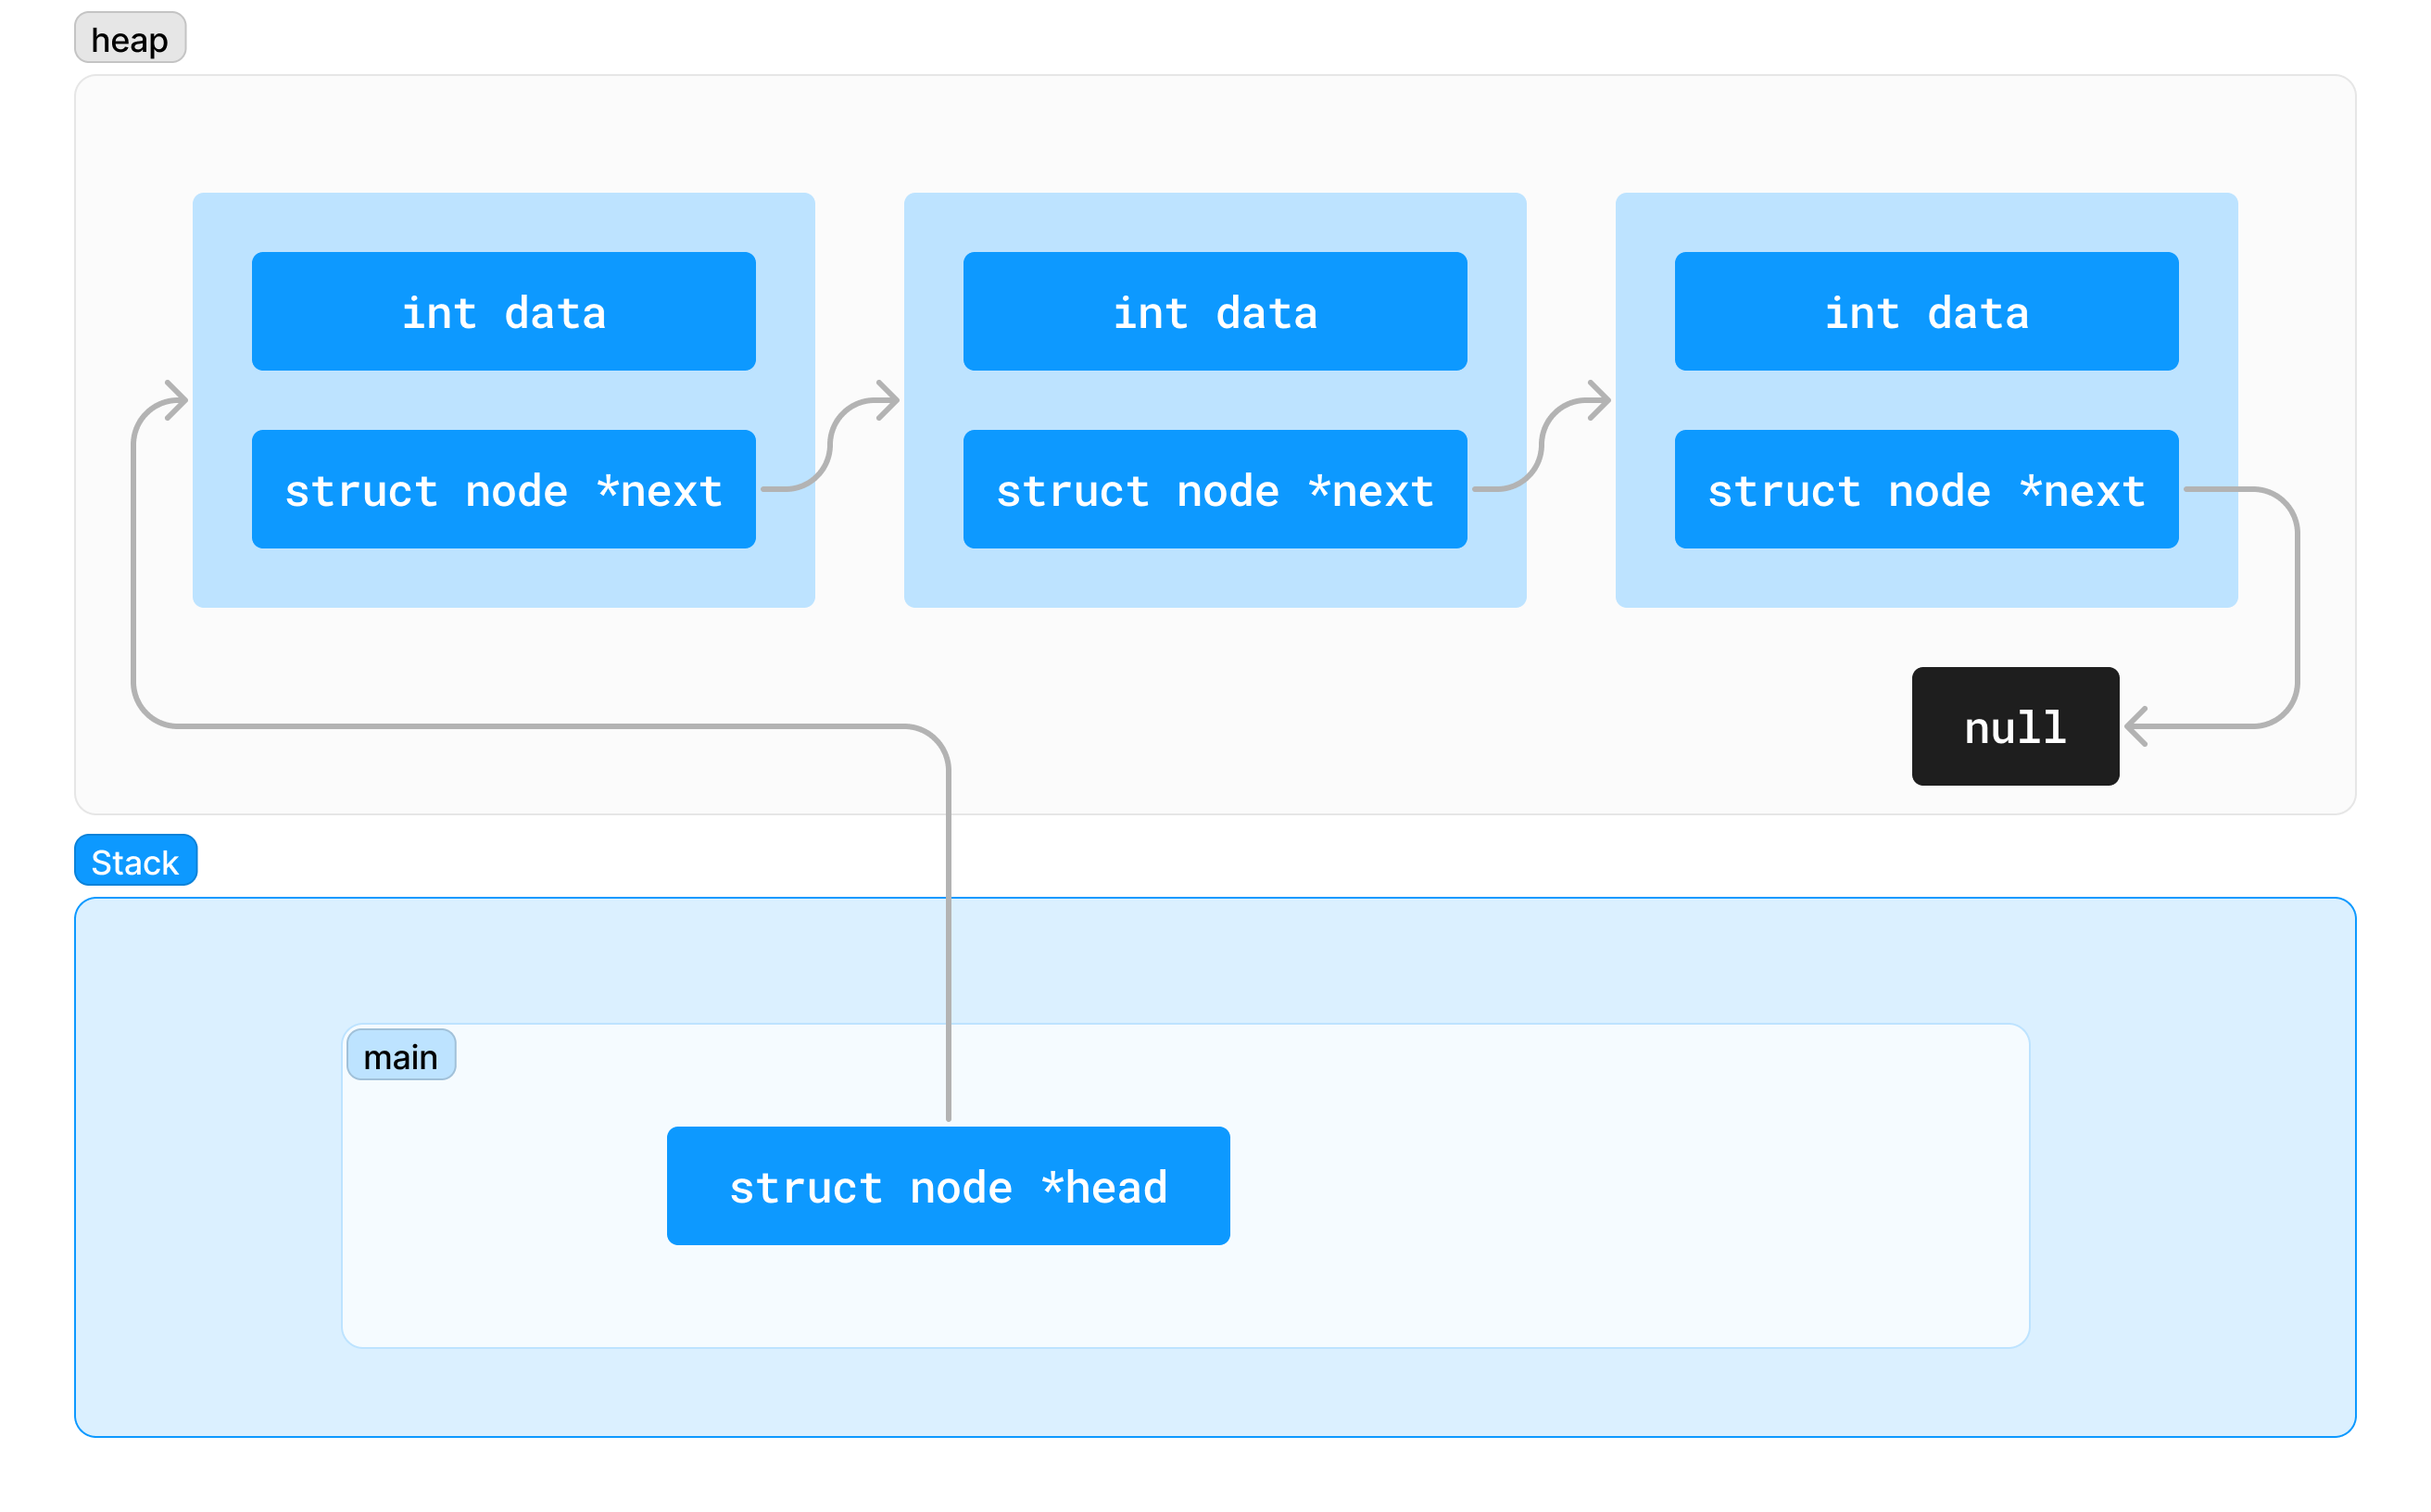 heap
int data
int data
int data
struct node *next
struct node *next
struct node *next
null
Stack
main
struct node *head